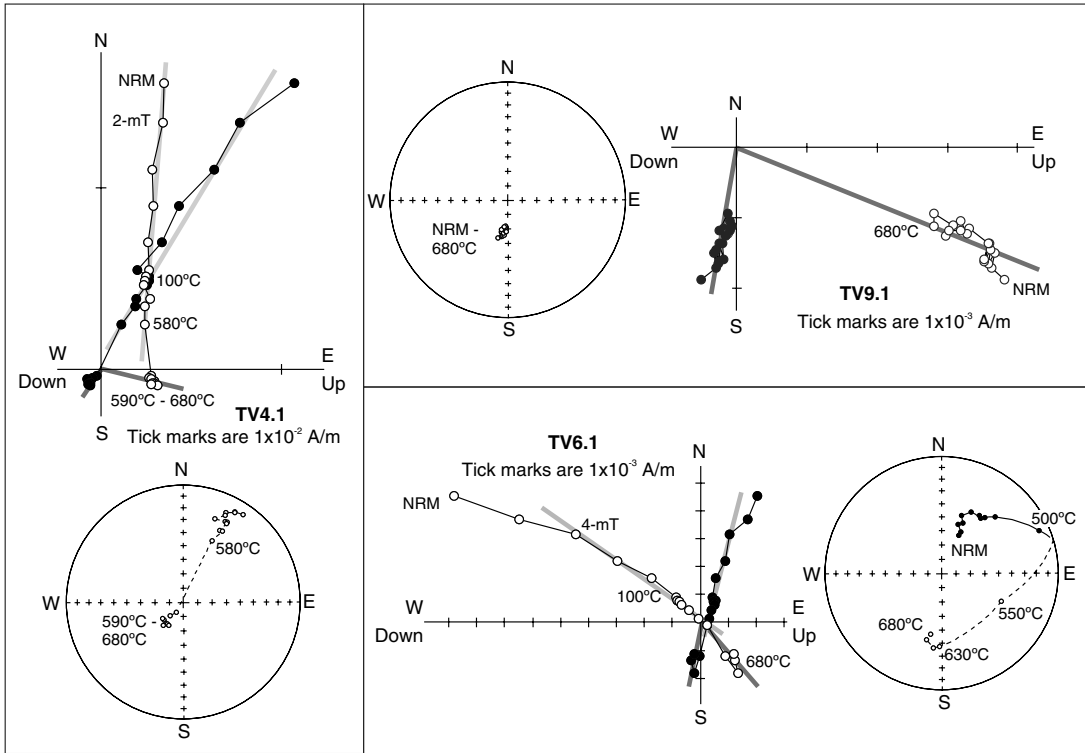 N
NRM
2-mT
100ºC
580ºC
W
E
Down
Up
590ºC - 680ºC
S
TV4.1
Tick marks are 1x10⁻² A/m
N
580ºC
W
E
590ºC -
680ºC
S
N
W
E
NRM -
680ºC
S
N
W
E
Down
Up
680ºC
NRM
TV9.1
S
Tick marks are 1x10⁻³ A/m
TV6.1
Tick marks are 1x10⁻³ A/m
N
NRM
4-mT
100ºC
W
E
Down
Up
680ºC
S
N
500ºC
NRM
W
E
550ºC
680ºC
630ºC
S